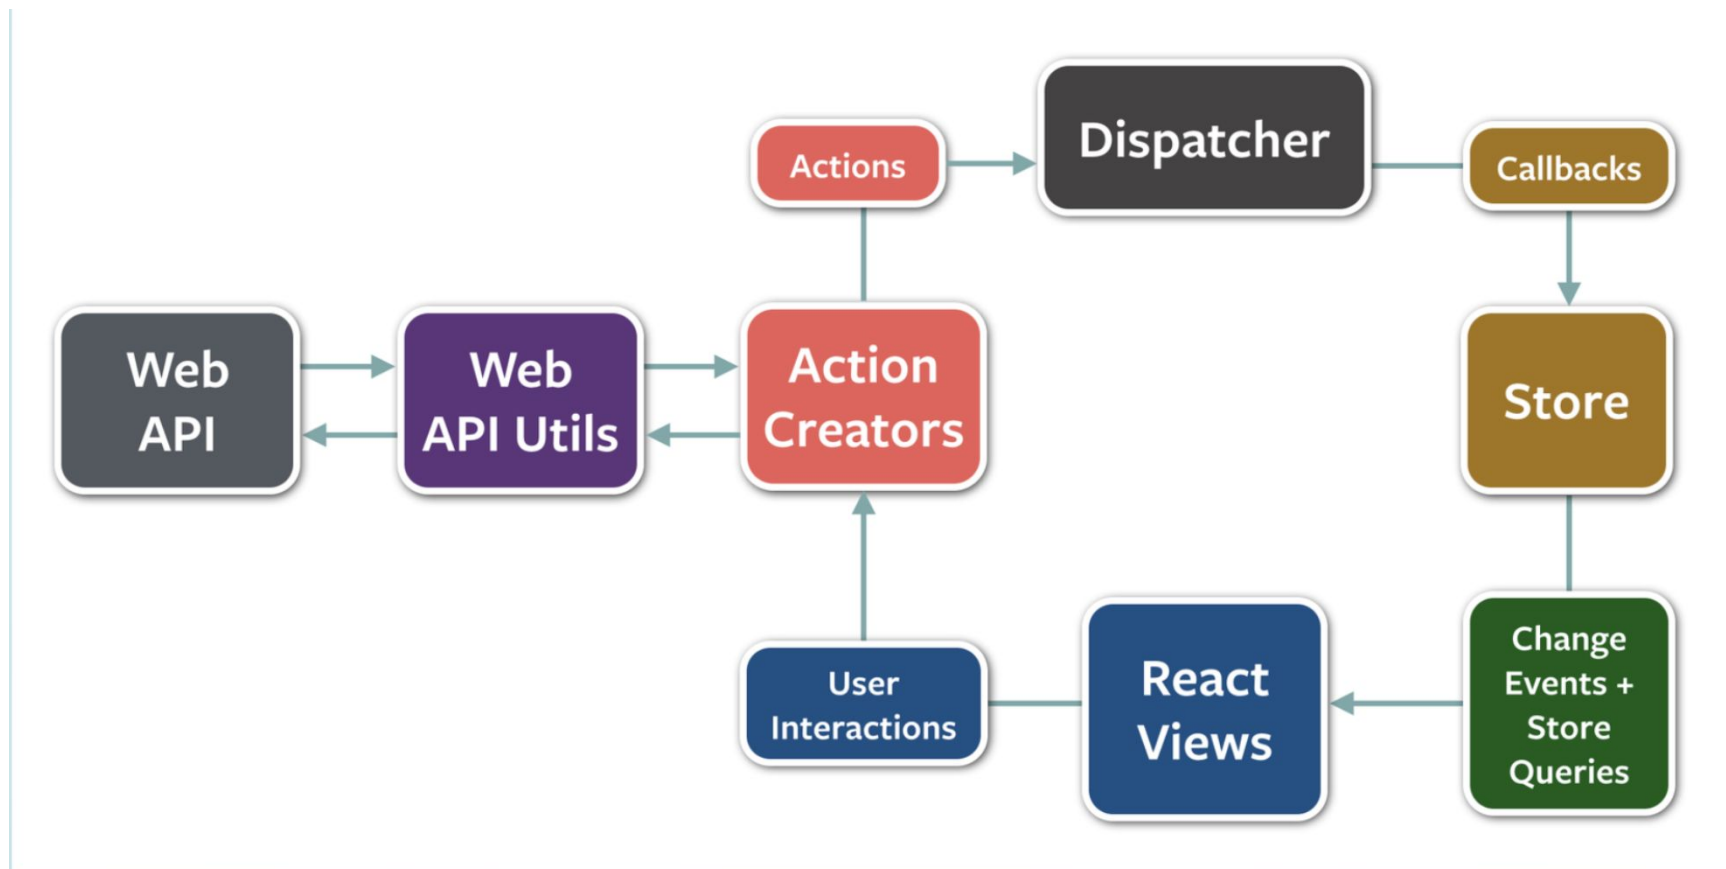 Dispatcher
Actions
Callbacks
Web
API
Web
API Utils
Action
Creators
Store
User
Interactions
React
Views
Change
Events +
Store
Queries